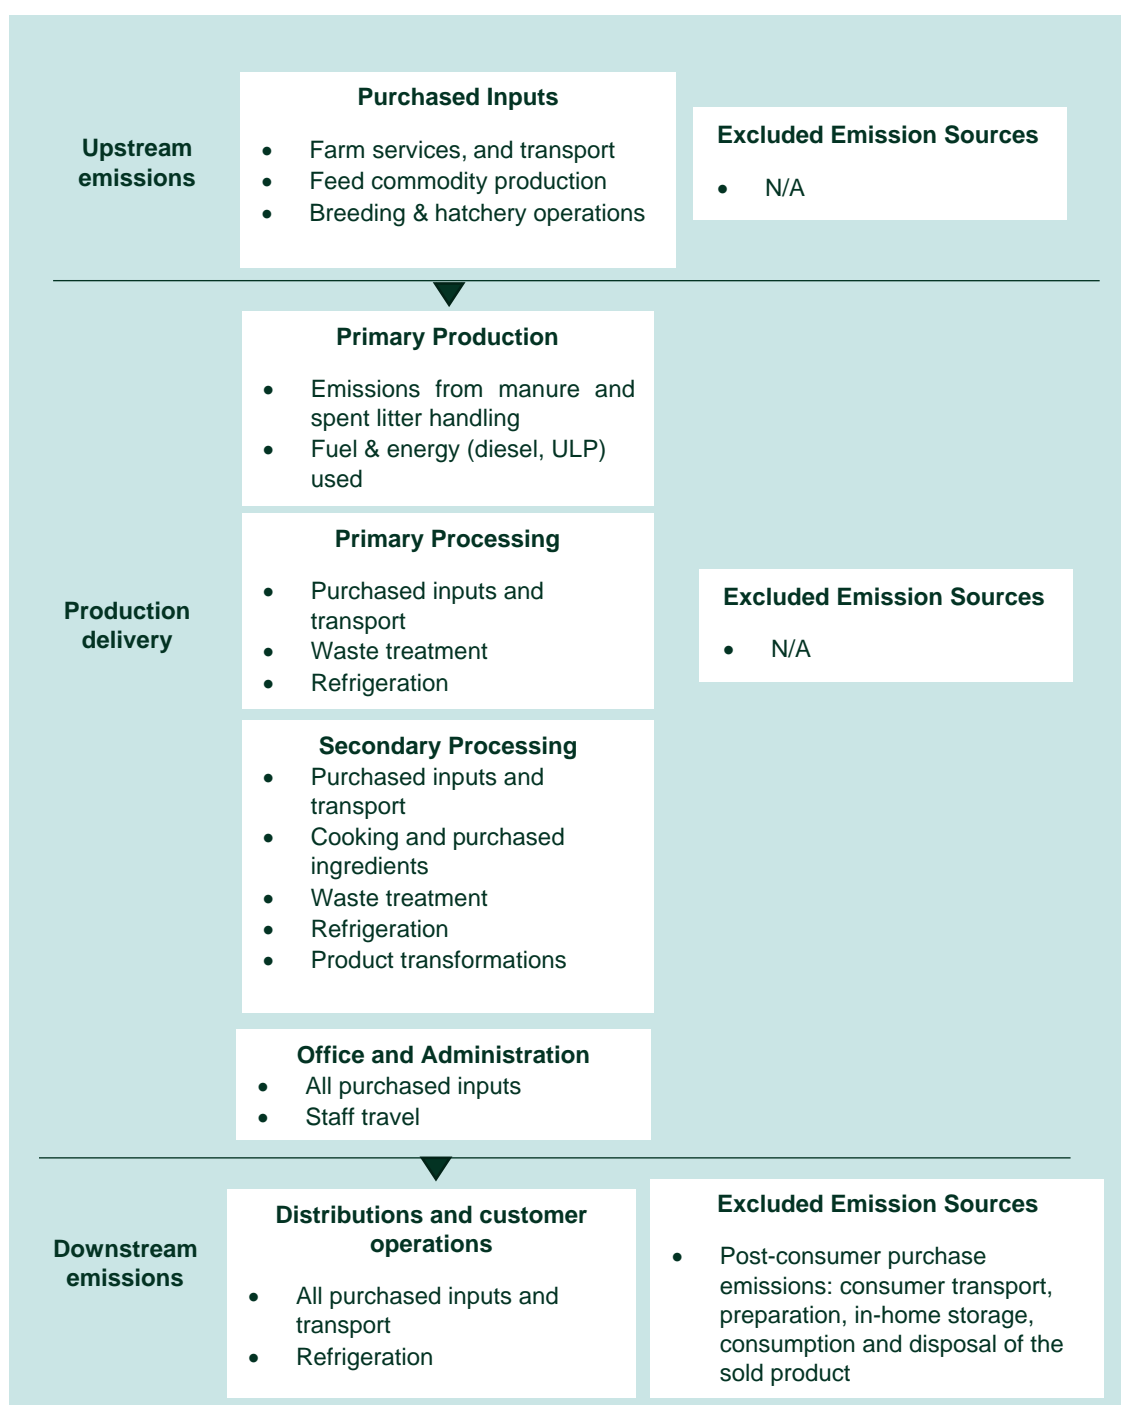 Upstream
emissions
Purchased Inputs
• Farm services, and transport
• Feed commodity production
• Breeding & hatchery operations
Excluded Emission Sources
• N/A
Production
delivery
Primary Production
• Emissions from manure and
spent litter handling
• Fuel & energy (diesel, ULP)
used
Primary Processing
• Purchased inputs and
transport
• Waste treatment
• Refrigeration
Secondary Processing
• Purchased inputs and
transport
• Cooking and purchased
ingredients
• Waste treatment
• Refrigeration
• Product transformations
Office and Administration
• All purchased inputs
• Staff travel
Excluded Emission Sources
• N/A
Downstream
emissions
Distributions and customer
operations
• All purchased inputs and
transport
• Refrigeration
Excluded Emission Sources
• Post-consumer purchase
emissions: consumer transport,
preparation, in-home storage,
consumption and disposal of the
sold product